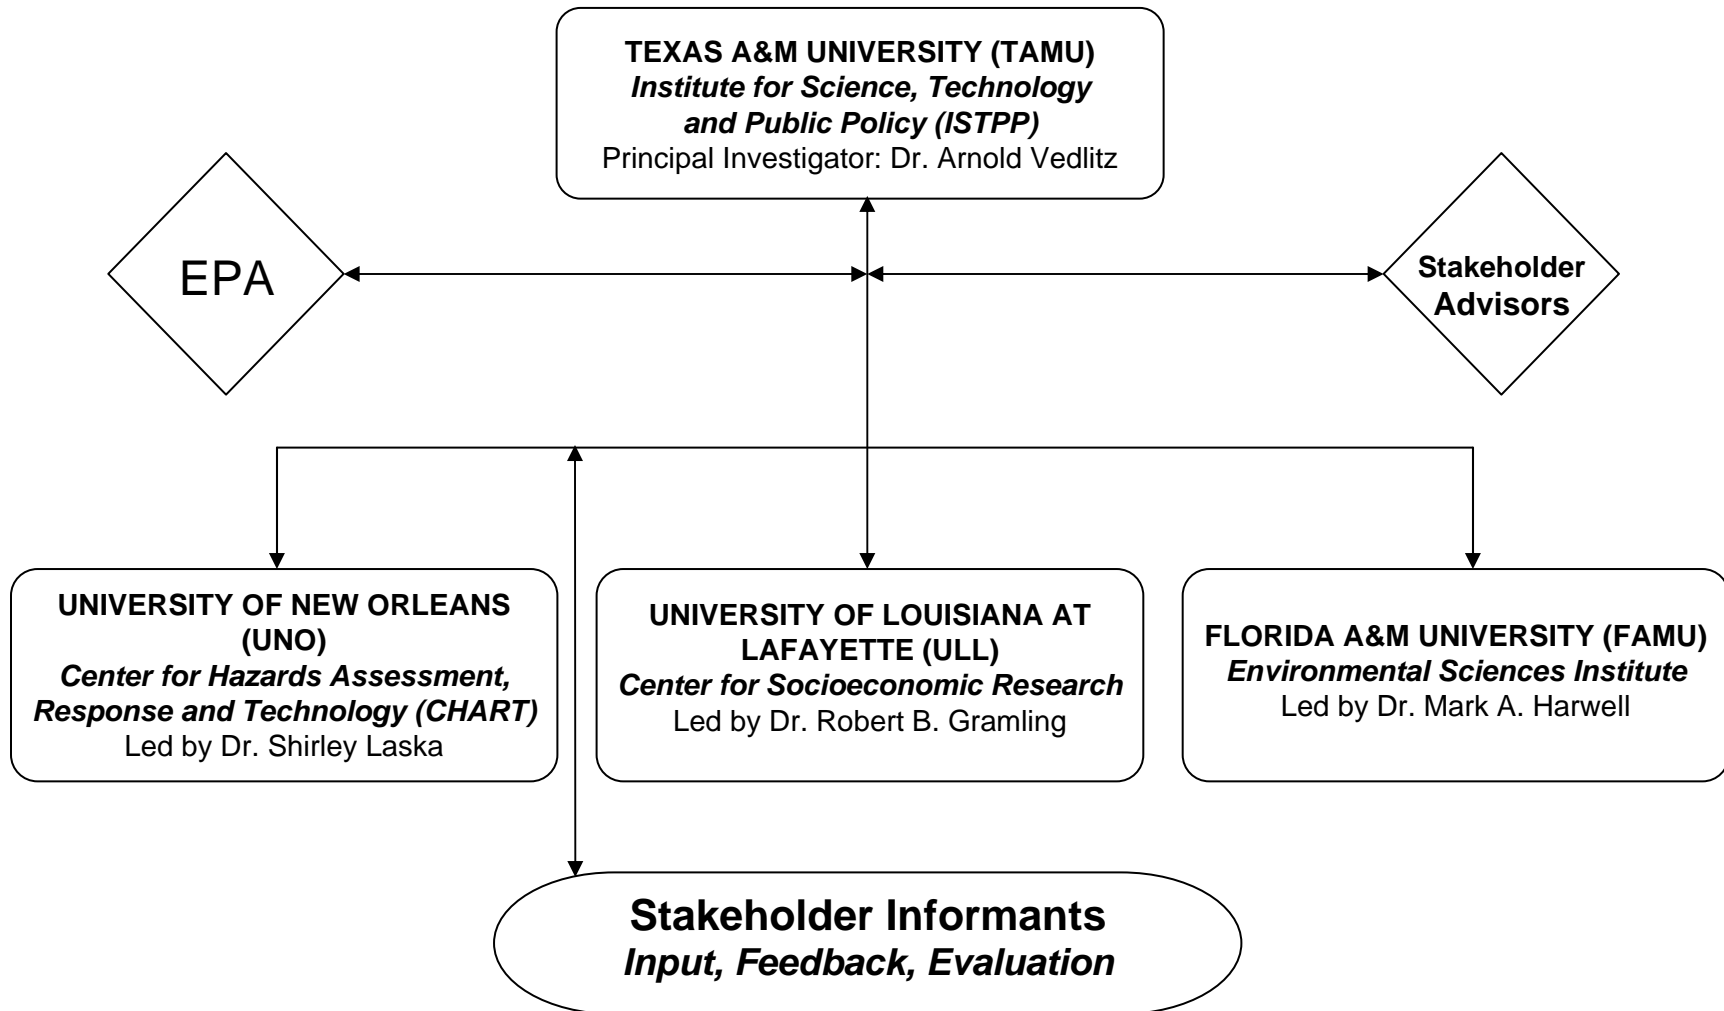 TEXAS A&M UNIVERSITY (TAMU)
Institute for Science, Technology
and Public Policy (ISTPP)
Principal Investigator: Dr. Arnold Vedlitz
EPA
Stakeholder
Advisors
UNIVERSITY OF NEW ORLEANS
(UNO)
Center for Hazards Assessment,
Response and Technology (CHART)
Led by Dr. Shirley Laska
UNIVERSITY OF LOUISIANA AT
LAFAYETTE (ULL)
Center for Socioeconomic Research
Led by Dr. Robert B. Gramling
FLORIDA A&M UNIVERSITY (FAMU)
Environmental Sciences Institute
Led by Dr. Mark A. Harwell
Stakeholder Informants
Input, Feedback, Evaluation